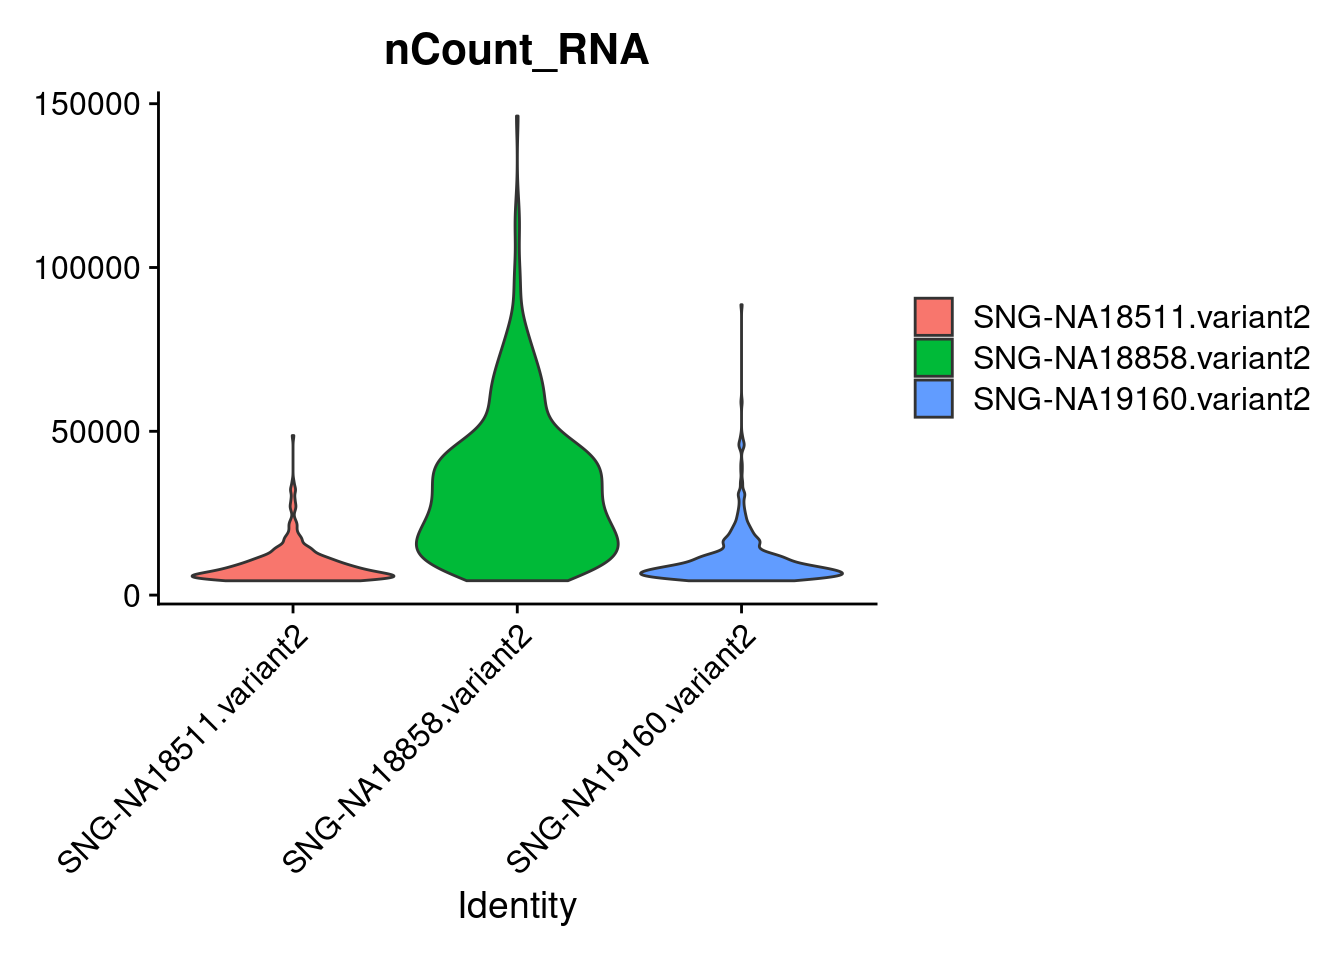 nCount_RNA
150000
100000
50000
0
SNG-NA18511.variant2
SNG-NA18858.variant2
SNG-NA19160.variant2
Identity
SNG-NA18511.variant2
SNG-NA18858.variant2
SNG-NA19160.variant2